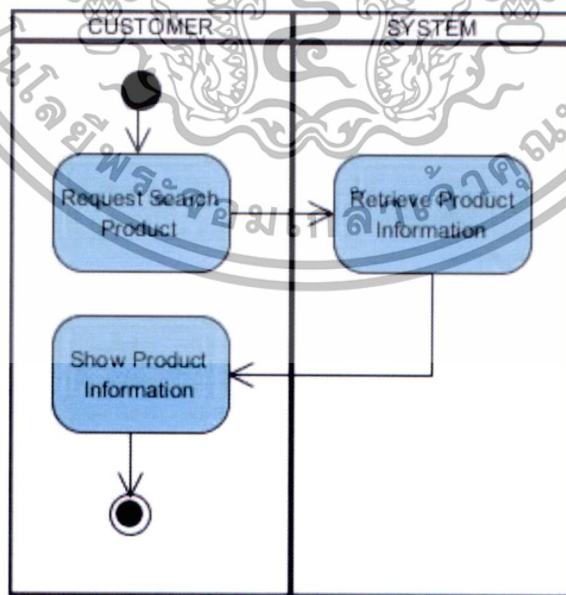 CUSTOMER
SYSTEM
Request Search
Product
Retrieve Product
Information
Show Product
Information